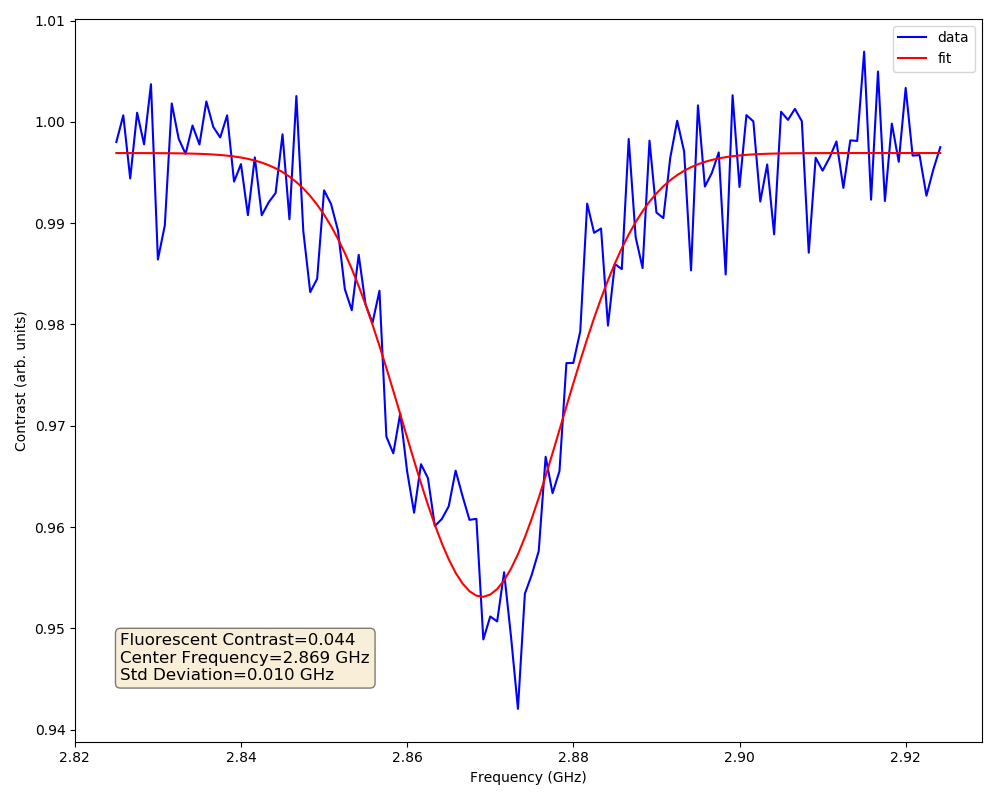 data
fit
Contrast (arb. units)
1.01
1.00
0.99
0.98
0.97
0.96
0.95
0.94
Fluorescent Contrast=0.044
Center Frequency=2.869 GHz
Std Deviation=0.010 GHz
2.82 2.84 2.86 2.88 2.90 2.92
Frequency (GHz)